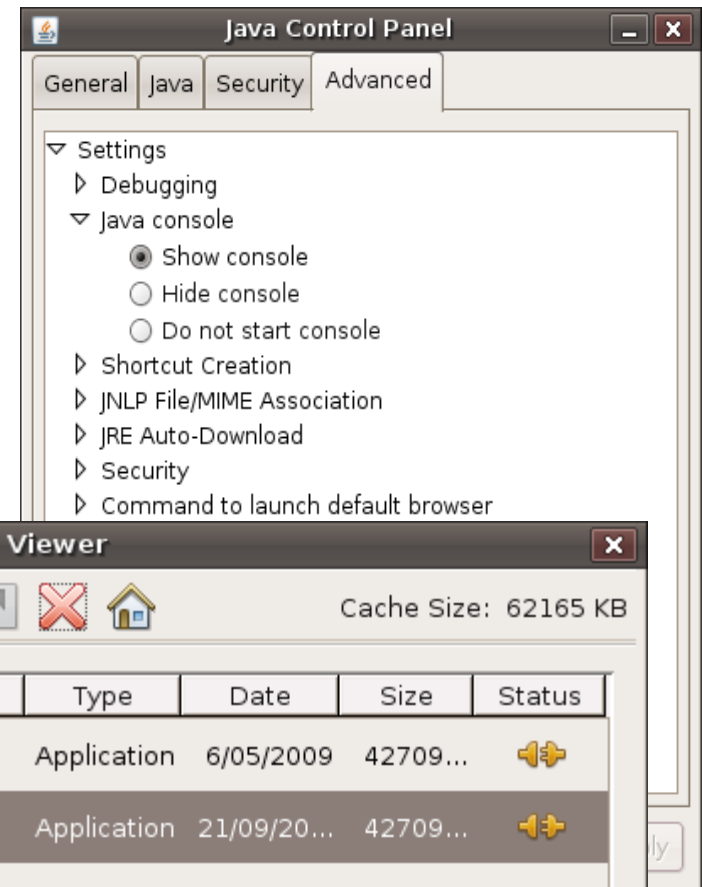 Java Control Panel
General Java Security Advanced
Settings
Debugging
Java console
Show console
Hide console
Do not start console
Shortcut Creation
JNLP File/MIME Association
JRE Auto-Download
Security
Command to launch default browser
Viewer
Cache Size: 62165 KB
Type Date Size Status
Application 6/05/2009 42709...
Application 21/09/20... 42709...
ly